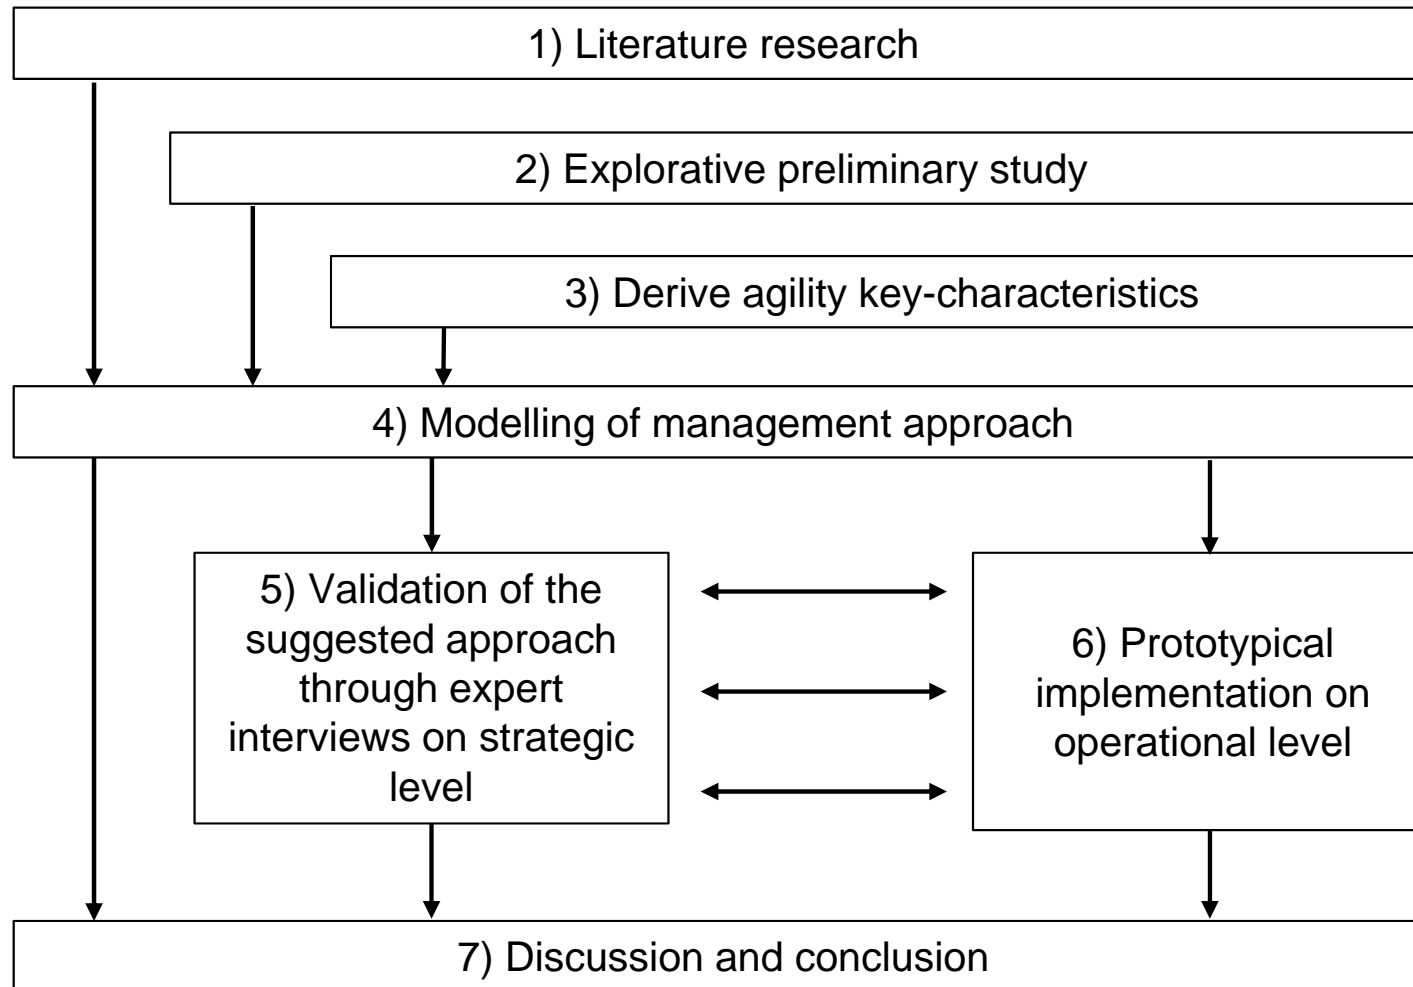 1) Literature research
2) Explorative preliminary study
3) Derive agility key-characteristics
4) Modelling of management approach
5) Validation of the
suggested approach
through expert
interviews on strategic
level
6) Prototypical
implementation on
operational level
7) Discussion and conclusion